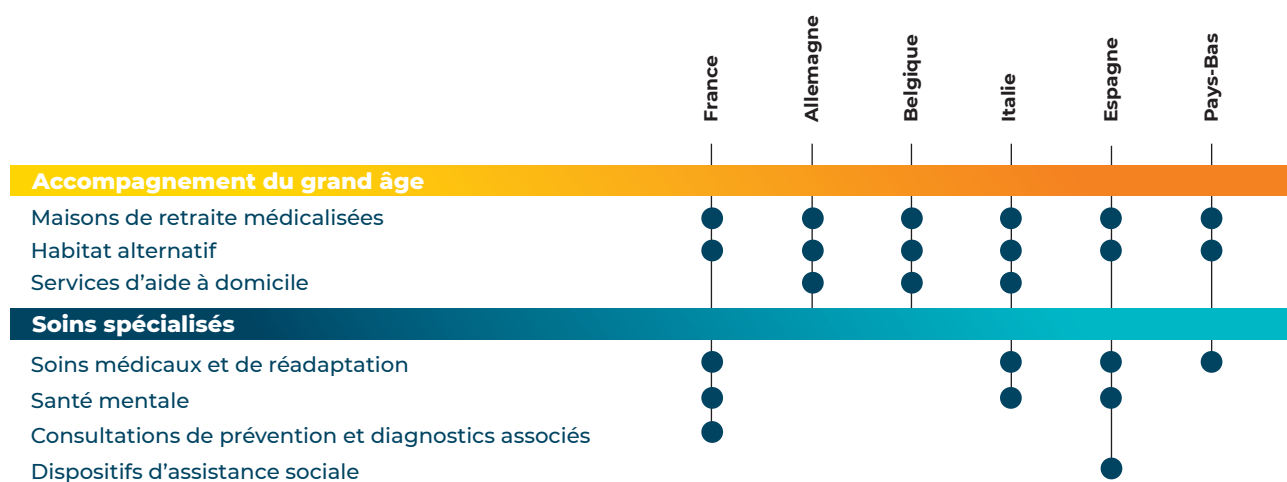 France
Allemagne
Belgique
Italie
Espagne
Pays-Bas
Accompagnement du grand âge
Maisons de retraite médicalisées
Habitat alternatif
Services d’aide à domicile
Soins spécialisés
Soins médicaux et de réadaptation
Santé mentale
Consultations de prévention et diagnostics associés
Dispositifs d’assistance sociale